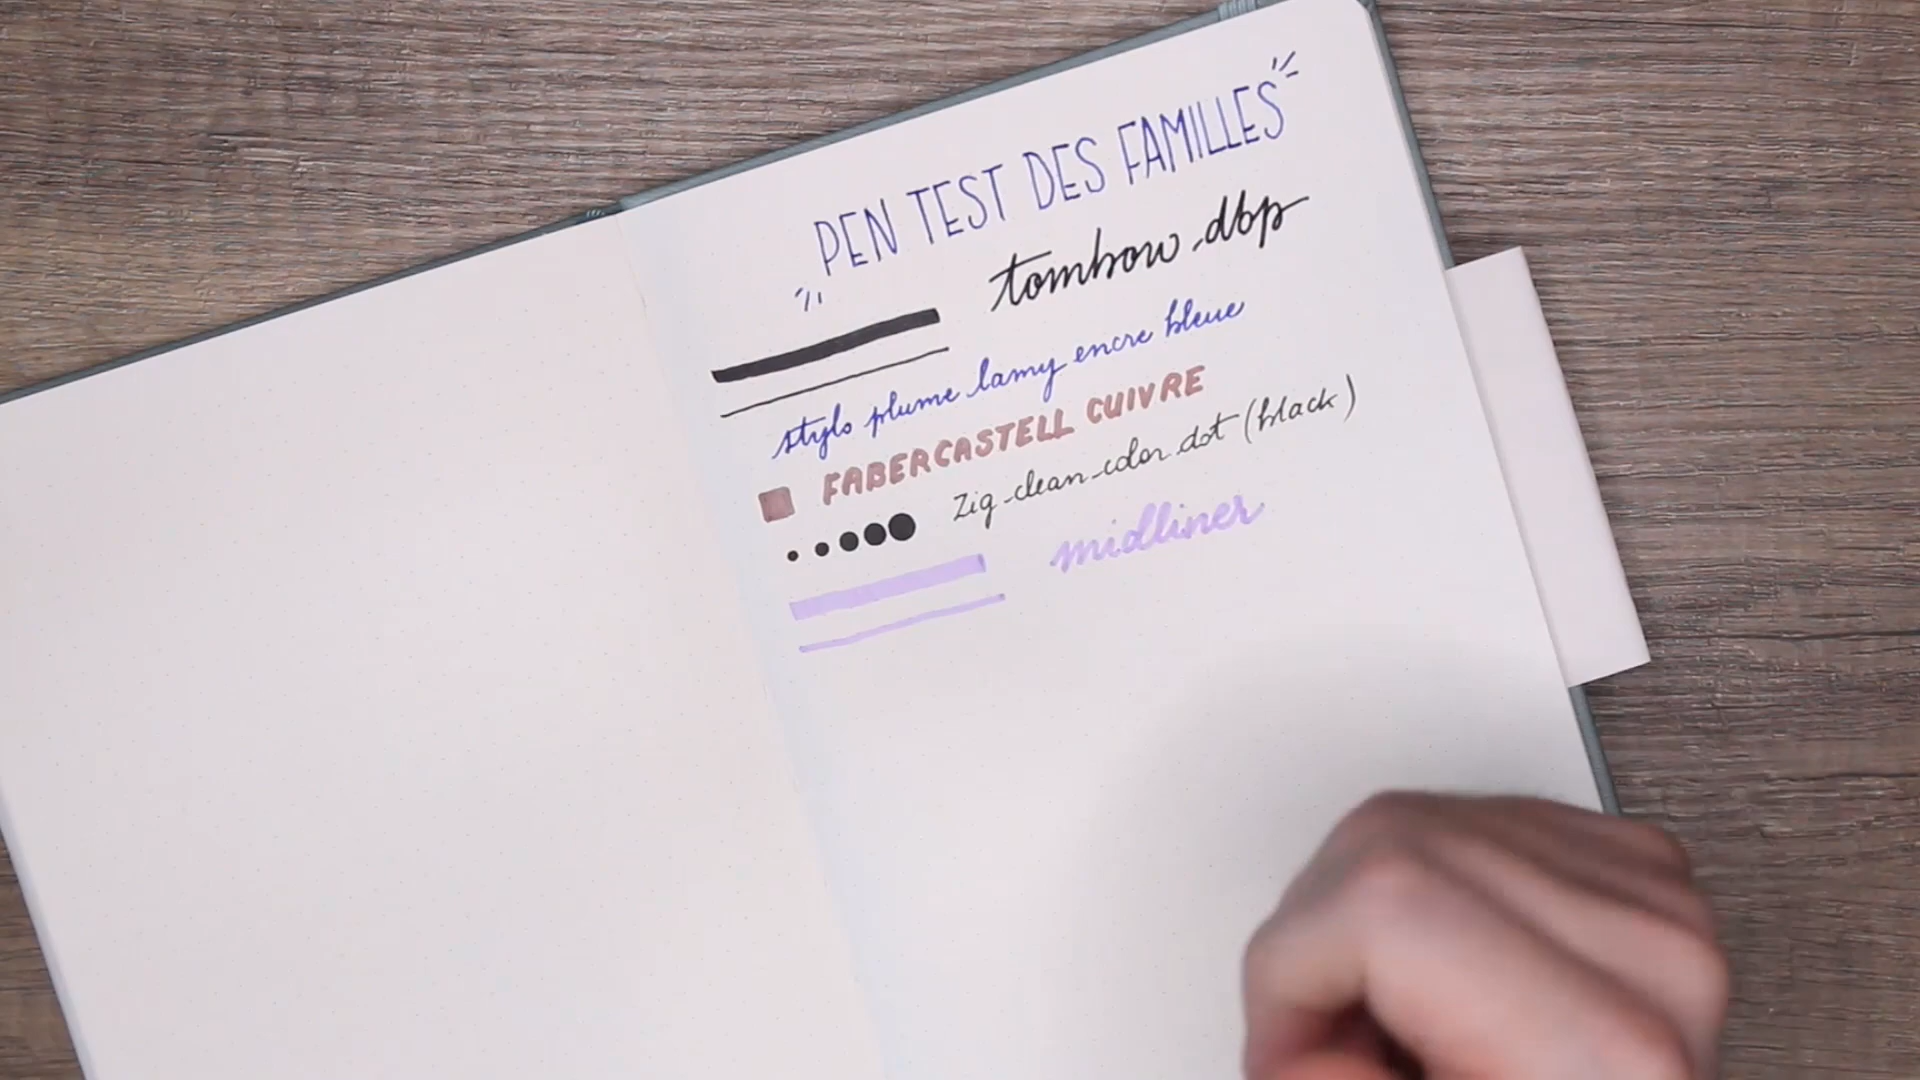 PEN TEST DES FAMILLES
tombow dbp
stylo plume lamy encre bleue
FABERCASTELL CUIVRE
Zig clean color dot (black)
midliner